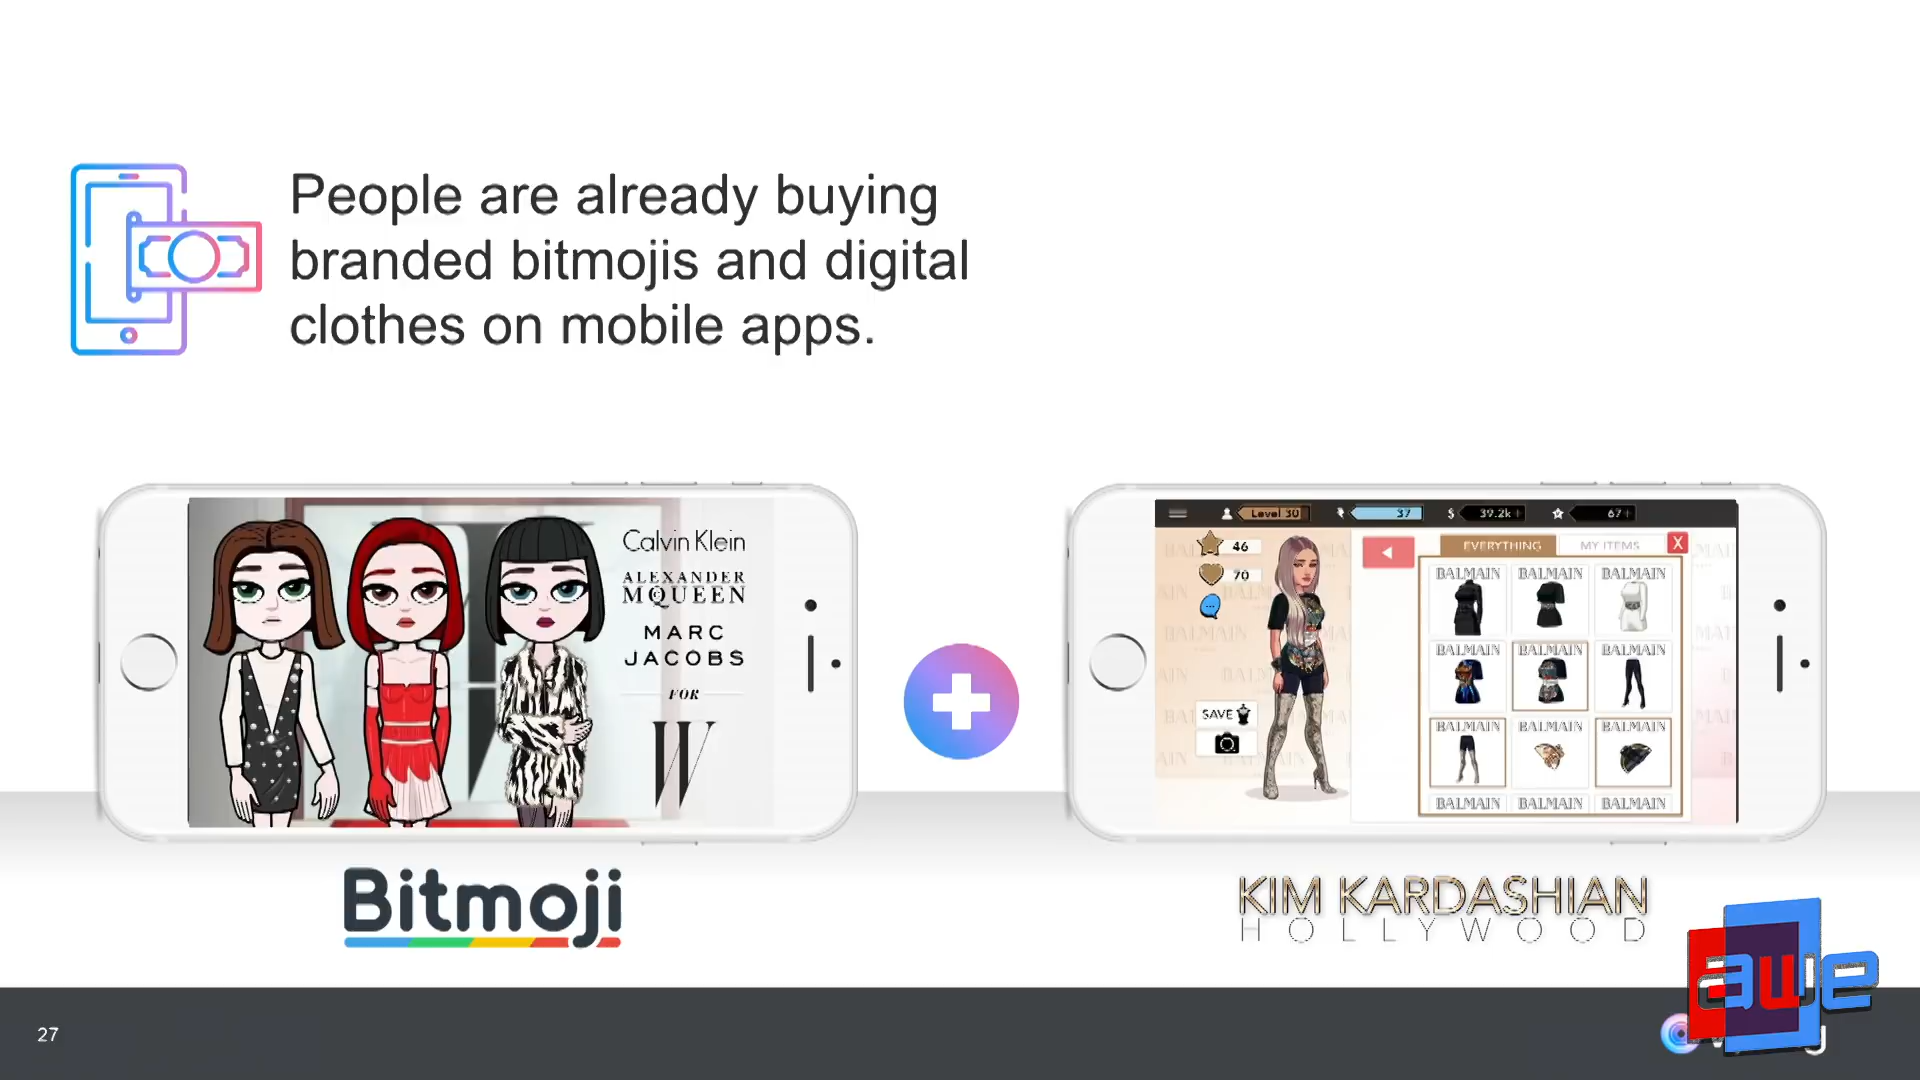 People are already buying
branded bitmojis and digital
clothes on mobile apps.
Calvin Klein
ALEXANDER
MCQUEEN
MARC
JACOBS
FOR
W
Bitmoji
Level 30
37
$ 39.2k +
67 +
46
70
EVERYTHING
MY ITEMS
X
BALMAIN BALMAIN BALMAIN
BALMAIN BALMAIN BALMAIN
BALMAIN BALMAIN BALMAIN
BALMAIN BALMAIN BALMAIN
SAVE
KIM KARDASHIAN
HOLLYWOOD
awe
27